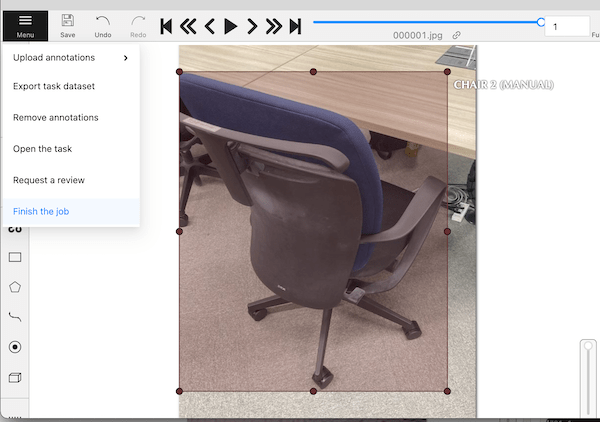 Menu
Save
Undo
Redo
000001.jpg
1
Fu
Upload annotations
Export task dataset
Remove annotations
Open the task
Request a review
Finish the job
CHAIR 2 (MANUAL)